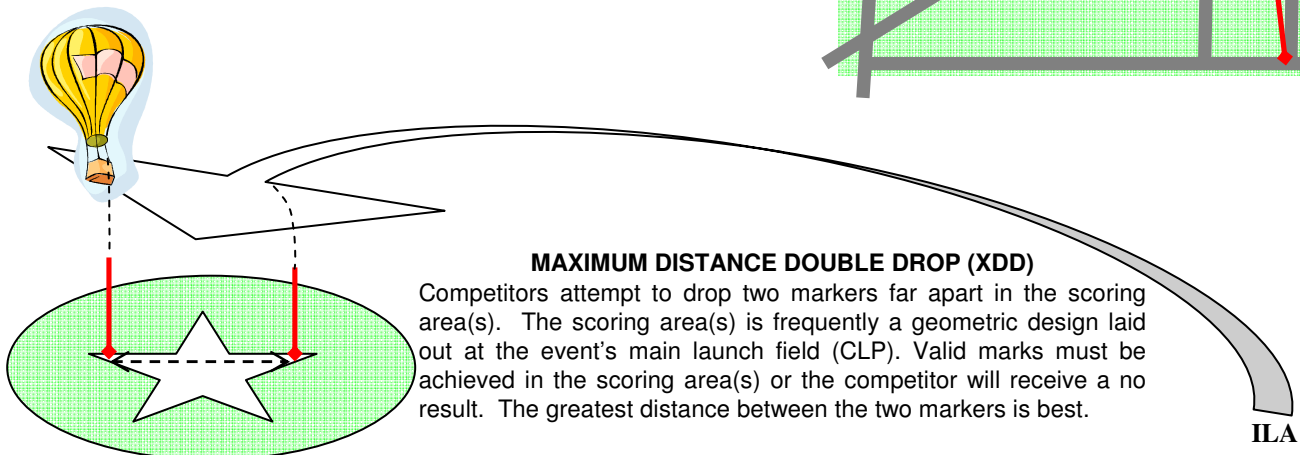 MAXIMUM DISTANCE DOUBLE DROP (XDD)
Competitors attempt to drop two markers far apart in the scoring
area(s). The scoring area(s) is frequently a geometric design laid
out at the event's main launch field (CLP). Valid marks must be
achieved in the scoring area(s) or the competitor will receive a no
result. The greatest distance between the two markers is best.
ILA